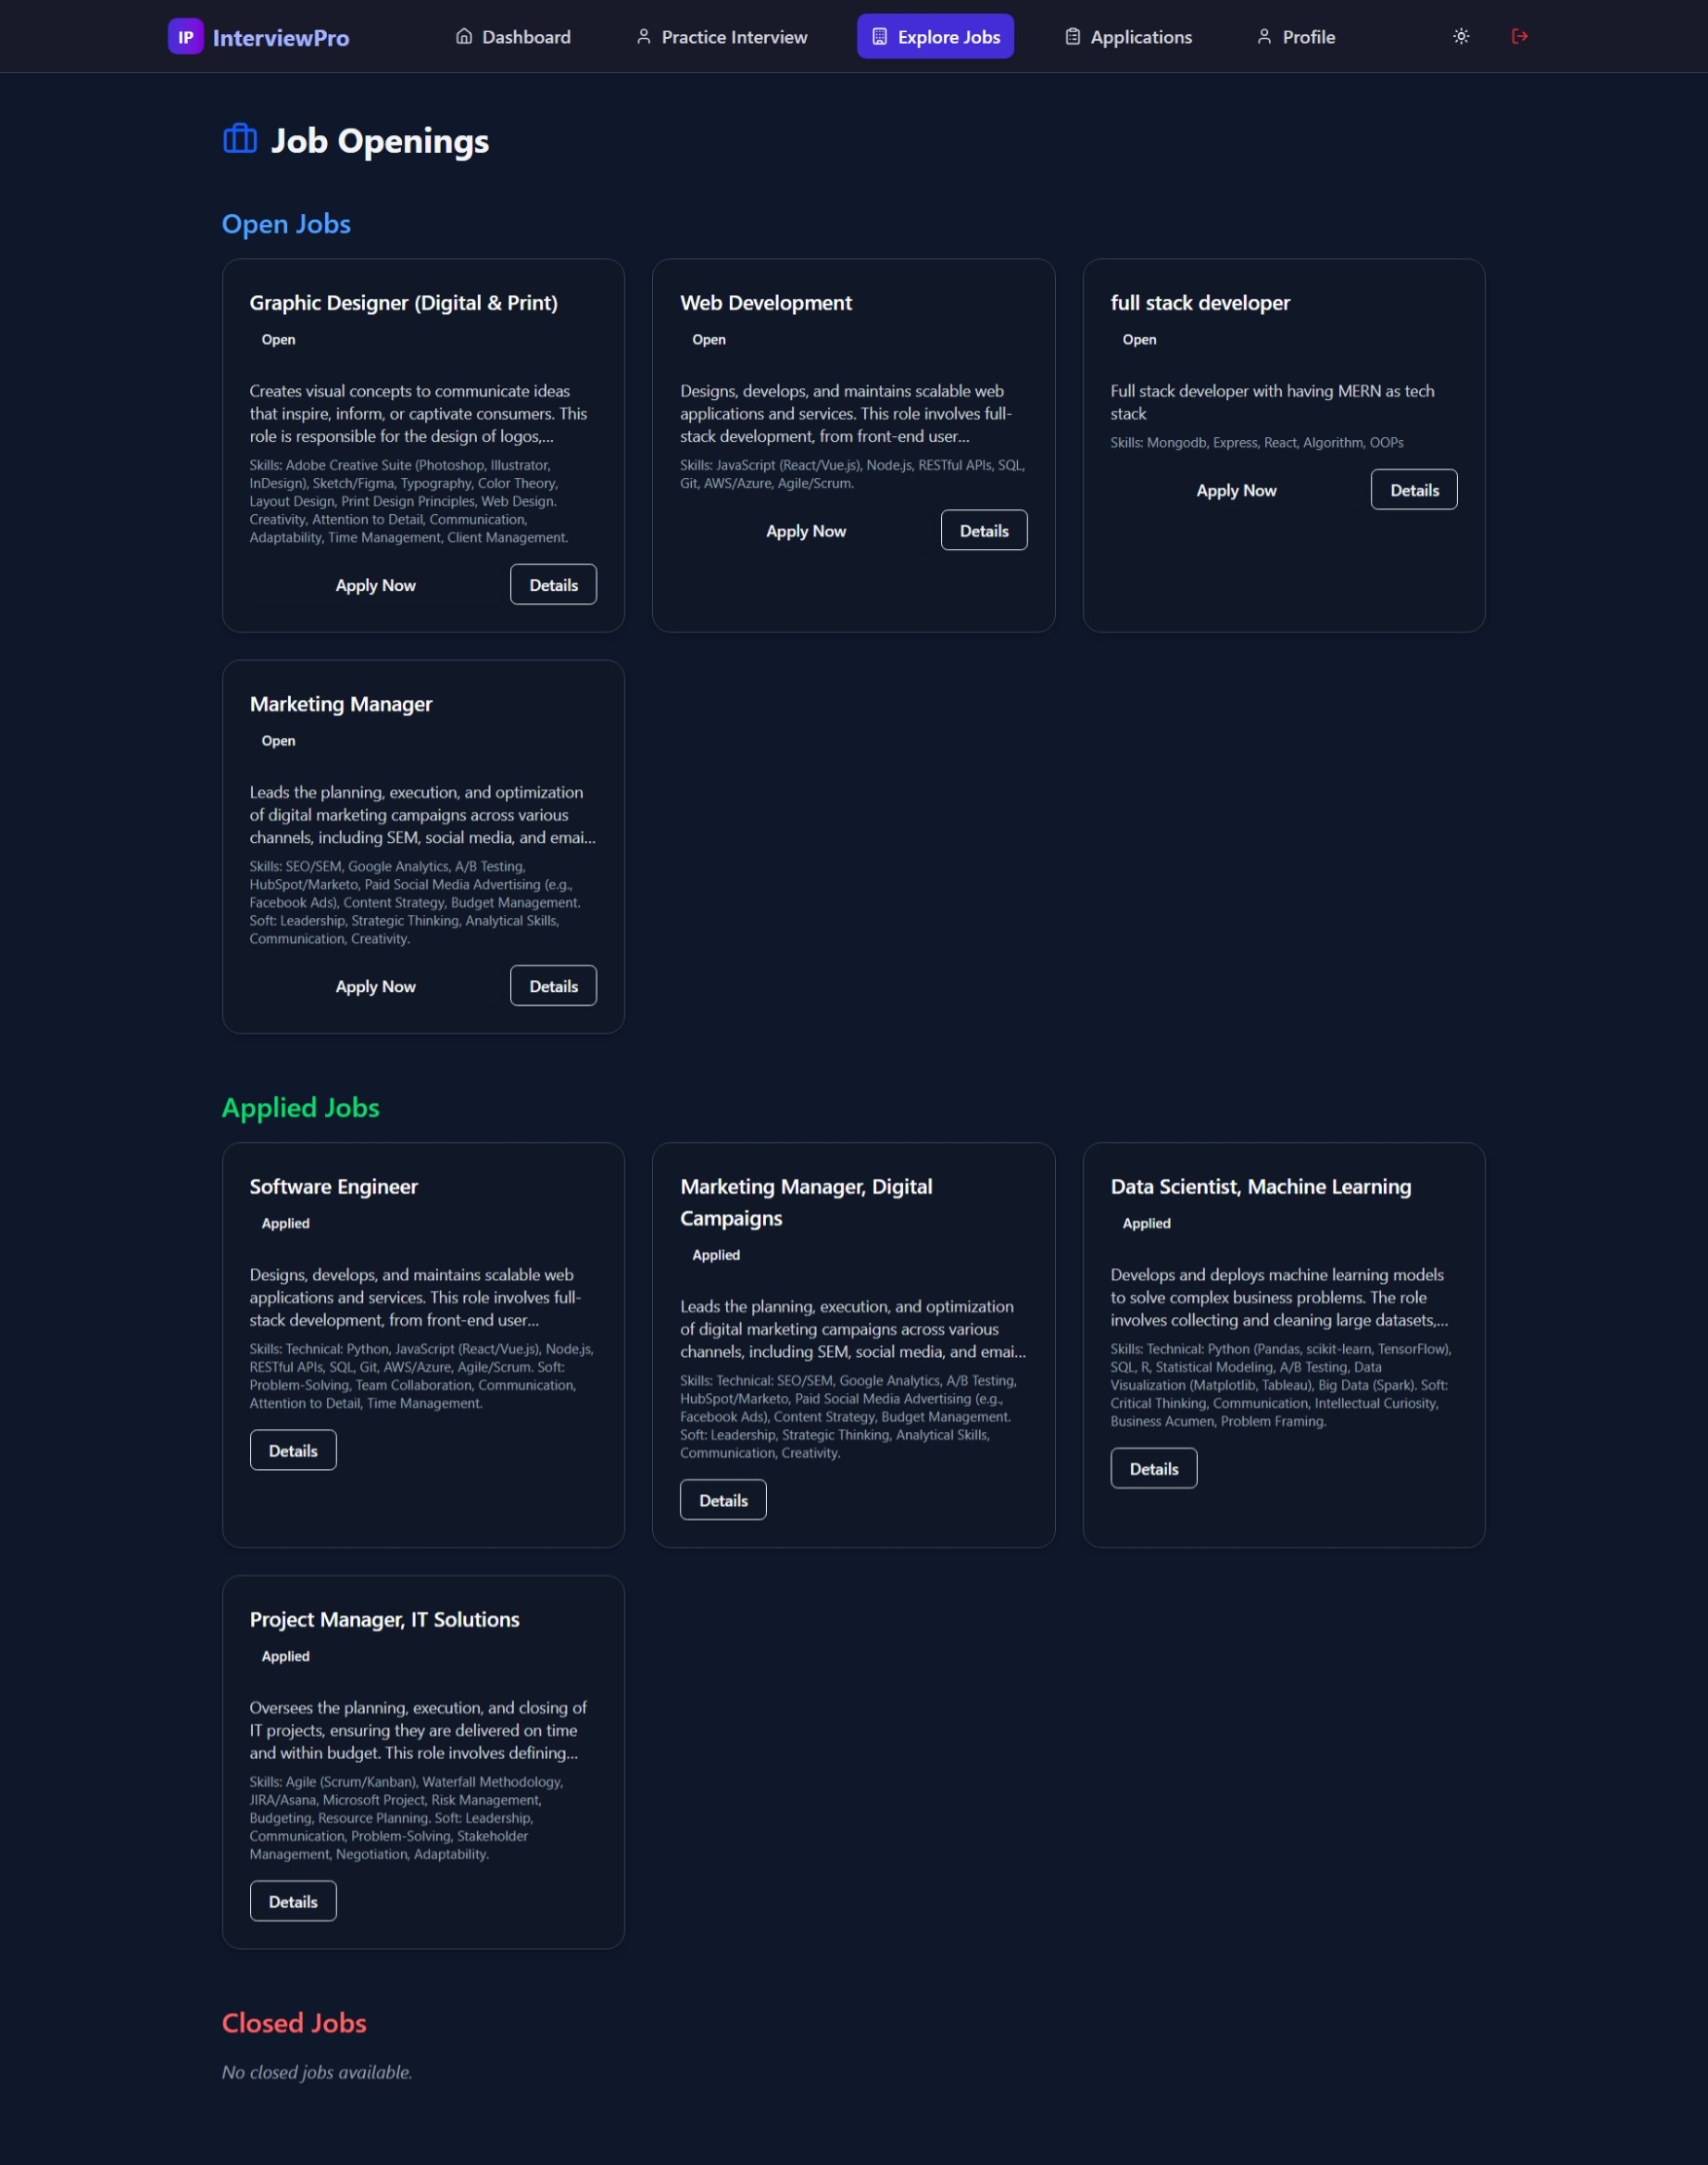 IP InterviewPro Dashboard Practice Interview Explore Jobs Applications Profile
Job Openings
Open Jobs
Graphic Designer (Digital & Print)
Open
Creates visual concepts to communicate ideas
that inspire, inform, or captivate consumers. This
role is responsible for the design of logos,...
Skills: Adobe Creative Suite (Photoshop, Illustrator,
InDesign), Sketch/Figma, Typography, Color Theory,
Layout Design, Print Design Principles, Web Design.
Creativity, Attention to Detail, Communication,
Adaptability, Time Management, Client Management.
Apply Now Details
Web Development
Open
Designs, develops, and maintains scalable web
applications and services. This role involves full-
stack development, from front-end user...
Skills: JavaScript (React/Vue.js), Node.js, RESTful APIs, SQL,
Git, AWS/Azure, Agile/Scrum.
Apply Now Details
full stack developer
Open
Full stack developer with having MERN as tech
stack
Skills: Mongodb, Express, React, Algorithm, OOPs
Apply Now Details
Marketing Manager
Open
Leads the planning, execution, and optimization
of digital marketing campaigns across various
channels, including SEM, social media, and emai...
Skills: SEO/SEM, Google Analytics, A/B Testing,
HubSpot/Marketo, Paid Social Media Advertising (e.g.,
Facebook Ads), Content Strategy, Budget Management.
Soft: Leadership, Strategic Thinking, Analytical Skills,
Communication, Creativity.
Apply Now Details
Applied Jobs
Software Engineer
Applied
Designs, develops, and maintains scalable web
applications and services. This role involves full-
stack development, from front-end user...
Skills: Technical: Python, JavaScript (React/Vue.js), Node.js,
RESTful APIs, SQL, Git, AWS/Azure, Agile/Scrum. Soft:
Problem-Solving, Team Collaboration, Communication,
Attention to Detail, Time Management.
Details
Marketing Manager, Digital
Campaigns
Applied
Leads the planning, execution, and optimization
of digital marketing campaigns across various
channels, including SEM, social media, and emai...
Skills: Technical: SEO/SEM, Google Analytics, A/B Testing,
HubSpot/Marketo, Paid Social Media Advertising (e.g.,
Facebook Ads), Content Strategy, Budget Management.
Soft: Leadership, Strategic Thinking, Analytical Skills,
Communication, Creativity.
Details
Data Scientist, Machine Learning
Applied
Develops and deploys machine learning models
to solve complex business problems. The role
involves collecting and cleaning large datasets,...
Skills: Technical: Python (Pandas, scikit-learn, TensorFlow),
SQL, R, Statistical Modeling, A/B Testing, Data
Visualization (Matplotlib, Tableau), Big Data (Spark). Soft:
Critical Thinking, Communication, Intellectual Curiosity,
Business Acumen, Problem Framing.
Details
Project Manager, IT Solutions
Applied
Oversees the planning, execution, and closing of
IT projects, ensuring they are delivered on time
and within budget. This role involves defining...
Skills: Agile (Scrum/Kanban), Waterfall Methodology,
JIRA/Asana, Microsoft Project, Risk Management,
Budgeting, Resource Planning. Soft: Leadership,
Communication, Problem-Solving, Stakeholder
Management, Negotiation, Adaptability.
Details
Closed Jobs
No closed jobs available.